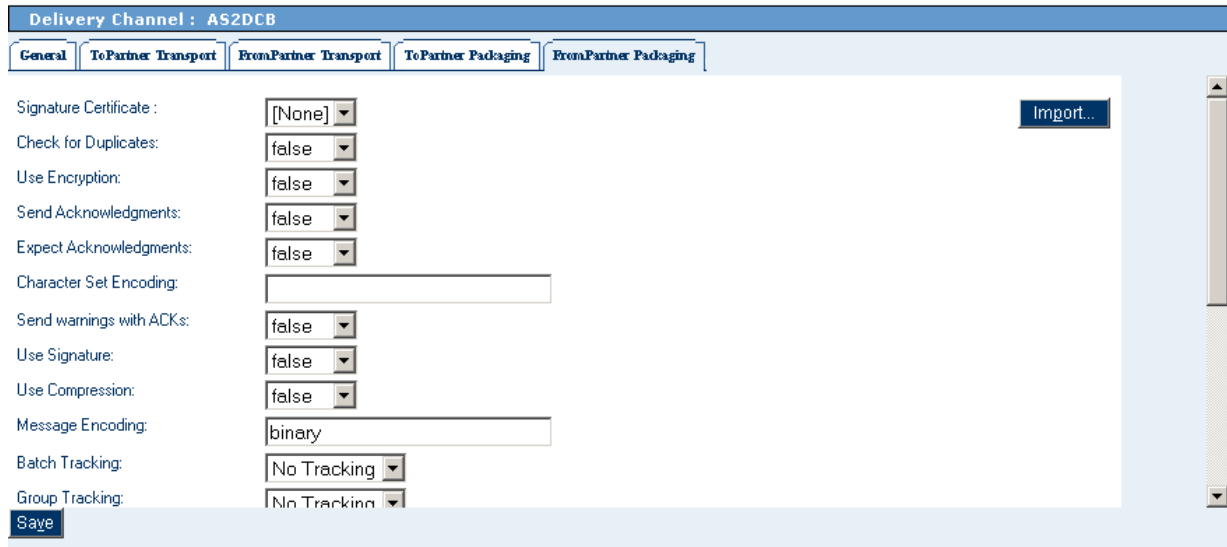 Delivery Channel : AS2DCB
General ToPartner Transport FromPartner Transport ToPartner Packaging FromPartner Packaging
Signature Certificate : [None] Import...
Check for Duplicates: false
Use Encryption: false
Send Acknowledgments: false
Expect Acknowledgments: false
Character Set Encoding:
Send warnings with ACKs: false
Use Signature: false
Use Compression: false
Message Encoding: binary
Batch Tracking: No Tracking
Group Tracking: No Tracking
Save